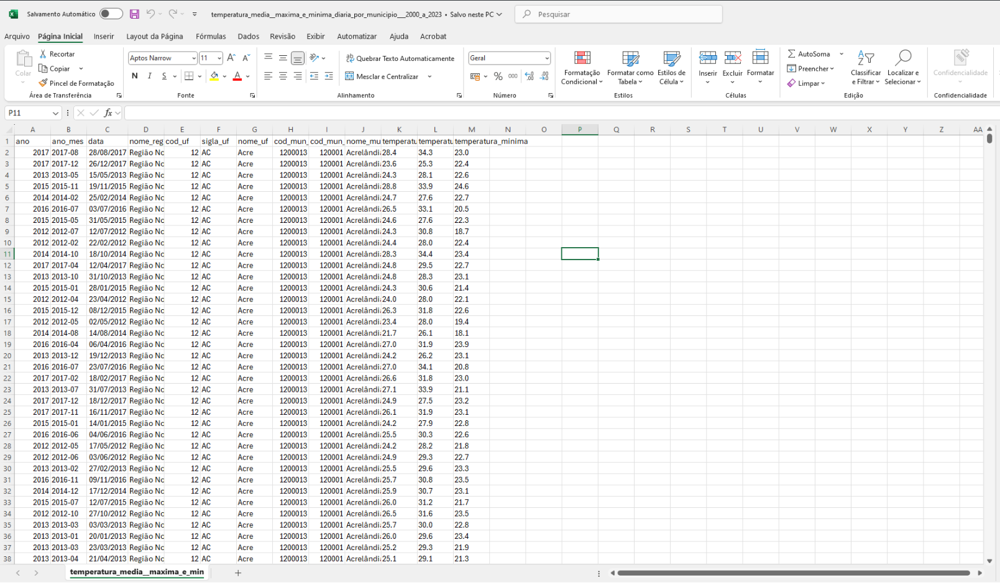 Salvamento Automático temperatura_media__maxima_e_minima_diaria_por_municipio___2000_a_2023 • Salvo neste PC Pesquisar
Arquivo Página Inicial Inserir Layout da Página Fórmulas Dados Revisão Exibir Automatizar Ajuda Acrobat
Colar
Recortar
Copiar
Pincel de Formatação
Área de Transferência
Aptos Narrow 11
N I S
Fonte
Quebrar Texto Automaticamente
Mesclar e Centralizar
Alinhamento
Geral
% 000
Número
Formatação Condicional
Formatar como Tabela
Estilos de Célula
Estilos
Inserir Excluir Formatar
Células
AutoSoma
Preencher
Limpar
Classificar e Filtrar
Localizar e Selecionar
Edição
Confidencialidade
Confidencialidade
P11 fx
A B C D E F G H I J K L M N O P Q R S T U V W X Y Z AA
1 ano ano_mes data nome_reg cod_uf sigla_uf nome_uf cod_mun_ cod_mun_ nome_mu temperatu temperatu temperatura_minima
2 2017 2017-08 28/08/2017 Região Nc 12 AC Acre 1200013 120001 Acrelândi 28.4 34.3 23.0
3 2017 2017-12 26/12/2017 Região Nc 12 AC Acre 1200013 120001 Acrelândi 23.6 25.3 22.4
4 2013 2013-05 15/05/2013 Região Nc 12 AC Acre 1200013 120001 Acrelândi 24.3 28.1 22.6
5 2015 2015-11 19/11/2015 Região Nc 12 AC Acre 1200013 120001 Acrelândi 28.8 33.9 24.6
6 2014 2014-02 25/02/2014 Região Nc 12 AC Acre 1200013 120001 Acrelândi 24.7 27.6 22.7
7 2016 2016-07 03/07/2016 Região Nc 12 AC Acre 1200013 120001 Acrelândi 26.5 33.1 20.5
8 2015 2015-05 31/05/2015 Região Nc 12 AC Acre 1200013 120001 Acrelândi 24.6 27.6 22.3
9 2012 2012-07 12/07/2012 Região Nc 12 AC Acre 1200013 120001 Acrelândi 24.3 30.8 18.7
10 2012 2012-02 22/02/2012 Região Nc 12 AC Acre 1200013 120001 Acrelândi 24.4 28.0 22.4
11 2014 2014-10 18/10/2014 Região Nc 12 AC Acre 1200013 120001 Acrelândi 28.3 34.4 23.4
12 2017 2017-04 12/04/2017 Região Nc 12 AC Acre 1200013 120001 Acrelândi 24.8 29.5 22.7
13 2013 2013-10 31/10/2013 Região Nc 12 AC Acre 1200013 120001 Acrelândi 24.8 28.3 23.1
14 2015 2015-01 28/01/2015 Região Nc 12 AC Acre 1200013 120001 Acrelândi 24.3 30.6 21.4
15 2012 2012-04 23/04/2012 Região Nc 12 AC Acre 1200013 120001 Acrelândi 24.0 28.0 22.1
16 2015 2015-12 08/12/2015 Região Nc 12 AC Acre 1200013 120001 Acrelândi 26.3 31.8 22.6
17 2012 2012-05 02/05/2012 Região Nc 12 AC Acre 1200013 120001 Acrelândi 23.4 28.0 19.4
18 2014 2014-08 14/08/2014 Região Nc 12 AC Acre 1200013 120001 Acrelândi 21.7 26.1 18.1
19 2016 2016-04 06/04/2016 Região Nc 12 AC Acre 1200013 120001 Acrelândi 27.0 31.9 23.9
20 2013 2013-12 19/12/2013 Região Nc 12 AC Acre 1200013 120001 Acrelândi 24.2 26.2 23.1
21 2016 2016-07 23/07/2016 Região Nc 12 AC Acre 1200013 120001 Acrelândi 27.0 34.1 20.8
22 2017 2017-02 18/02/2017 Região Nc 12 AC Acre 1200013 120001 Acrelândi 26.6 31.8 23.0
23 2013 2013-07 31/07/2013 Região Nc 12 AC Acre 1200013 120001 Acrelândi 27.1 33.9 21.1
24 2017 2017-12 18/12/2017 Região Nc 12 AC Acre 1200013 120001 Acrelândi 24.9 27.5 23.2
25 2017 2017-11 16/11/2017 Região Nc 12 AC Acre 1200013 120001 Acrelândi 26.1 31.9 23.1
26 2015 2015-01 14/01/2015 Região Nc 12 AC Acre 1200013 120001 Acrelândi 24.2 27.9 22.8
27 2016 2016-06 04/06/2016 Região Nc 12 AC Acre 1200013 120001 Acrelândi 25.5 30.3 22.6
28 2012 2012-05 17/05/2012 Região Nc 12 AC Acre 1200013 120001 Acrelândi 24.2 28.2 21.8
29 2012 2012-06 03/06/2012 Região Nc 12 AC Acre 1200013 120001 Acrelândi 24.9 29.3 22.7
30 2013 2013-02 27/02/2013 Região Nc 12 AC Acre 1200013 120001 Acrelândi 25.5 29.6 23.3
31 2016 2016-11 09/11/2016 Região Nc 12 AC Acre 1200013 120001 Acrelândi 25.7 30.8 23.5
32 2014 2014-12 17/12/2014 Região Nc 12 AC Acre 1200013 120001 Acrelândi 25.9 30.7 23.1
33 2015 2015-07 12/07/2015 Região Nc 12 AC Acre 1200013 120001 Acrelândi 26.0 31.2 21.7
34 2012 2012-10 27/10/2012 Região Nc 12 AC Acre 1200013 120001 Acrelândi 26.5 31.6 23.5
35 2013 2013-03 03/03/2013 Região Nc 12 AC Acre 1200013 120001 Acrelândi 25.7 30.0 22.8
36 2013 2013-01 20/01/2013 Região Nc 12 AC Acre 1200013 120001 Acrelândi 26.0 29.6 23.4
37 2013 2013-03 23/03/2013 Região Nc 12 AC Acre 1200013 120001 Acrelândi 25.2 29.3 21.9
38 2013 2013-04 21/04/2013 Região Nc 12 AC Acre 1200013 120001 Acrelândi 25.1 29.1 21.3
temperatura_media__maxima_e_min +